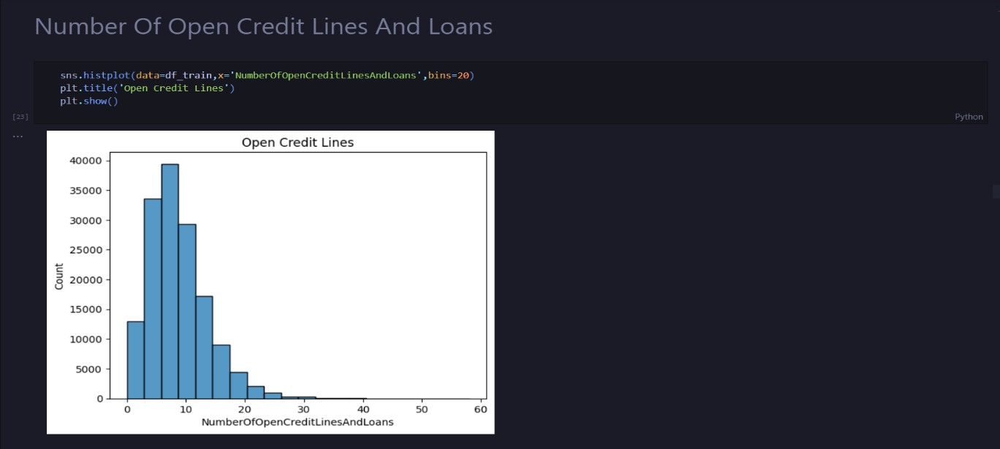 Number Of Open Credit Lines And Loans
sns.histplot(data=df_train,x='NumberOfOpenCreditLinesAndLoans',bins=20)
plt.title('Open Credit Lines')
plt.show()
[23]
Python
...
Open Credit Lines
40000
35000
30000
25000
20000
15000
10000
5000
0
Count
0 10 20 30 40 50 60
NumberOfOpenCreditLinesAndLoans